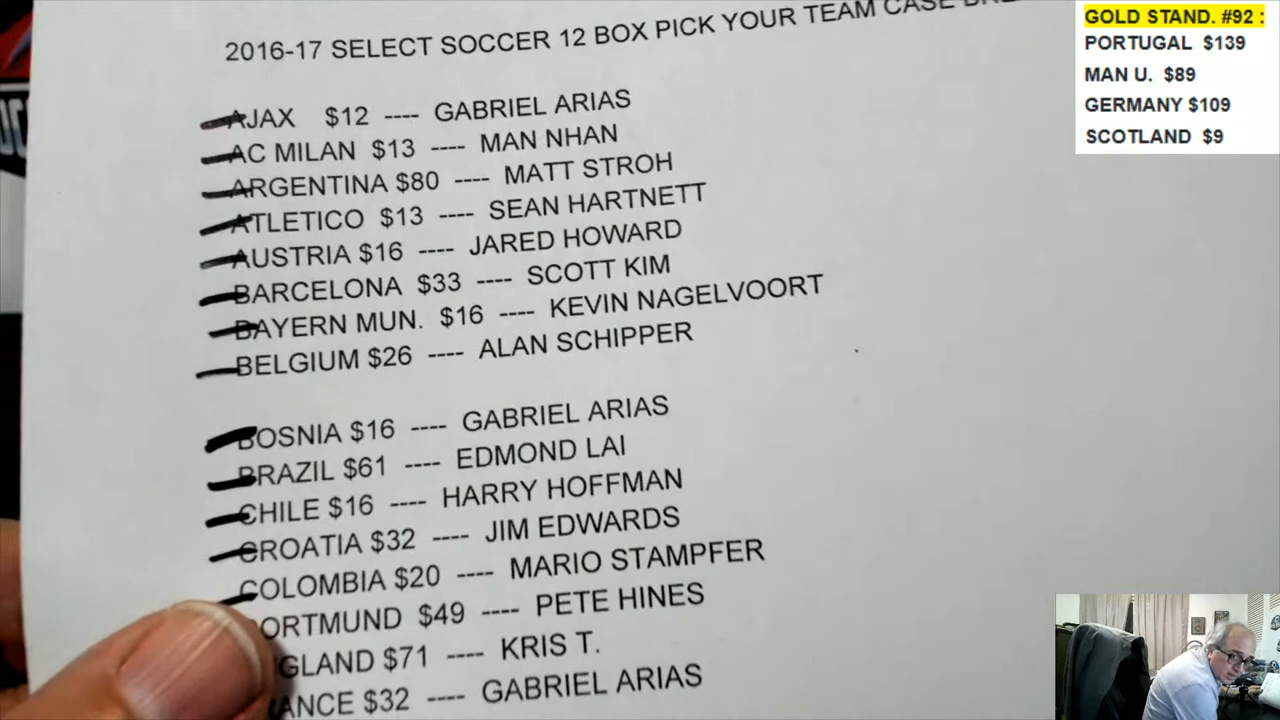 2016-17 SELECT SOCCER 12 BOX PICK YOUR TEAM CASE
AJAX $12 ---- GABRIEL ARIAS
AC MILAN $13 ---- MAN NHAN
ARGENTINA $80 ---- MATT STROH
ATLETICO $13 ---- SEAN HARTNETT
AUSTRIA $16 ---- JARED HOWARD
BARCELONA $33 ---- SCOTT KIM
BAYERN MUN. $16 ---- KEVIN NAGELVOORT
BELGIUM $26 ---- ALAN SCHIPPER
BOSNIA $16 ---- GABRIEL ARIAS
BRAZIL $61 ---- EDMOND LAI
CHILE $16 ---- HARRY HOFFMAN
CROATIA $32 ---- JIM EDWARDS
COLOMBIA $20 ---- MARIO STAMPFER
ORTMUND $49 ---- PETE HINES
GLAND $71 ---- KRIS T.
ANCE $32 ---- GABRIEL ARIAS
GOLD STAND. #92 :
PORTUGAL $139
MAN U. $89
GERMANY $109
SCOTLAND $9